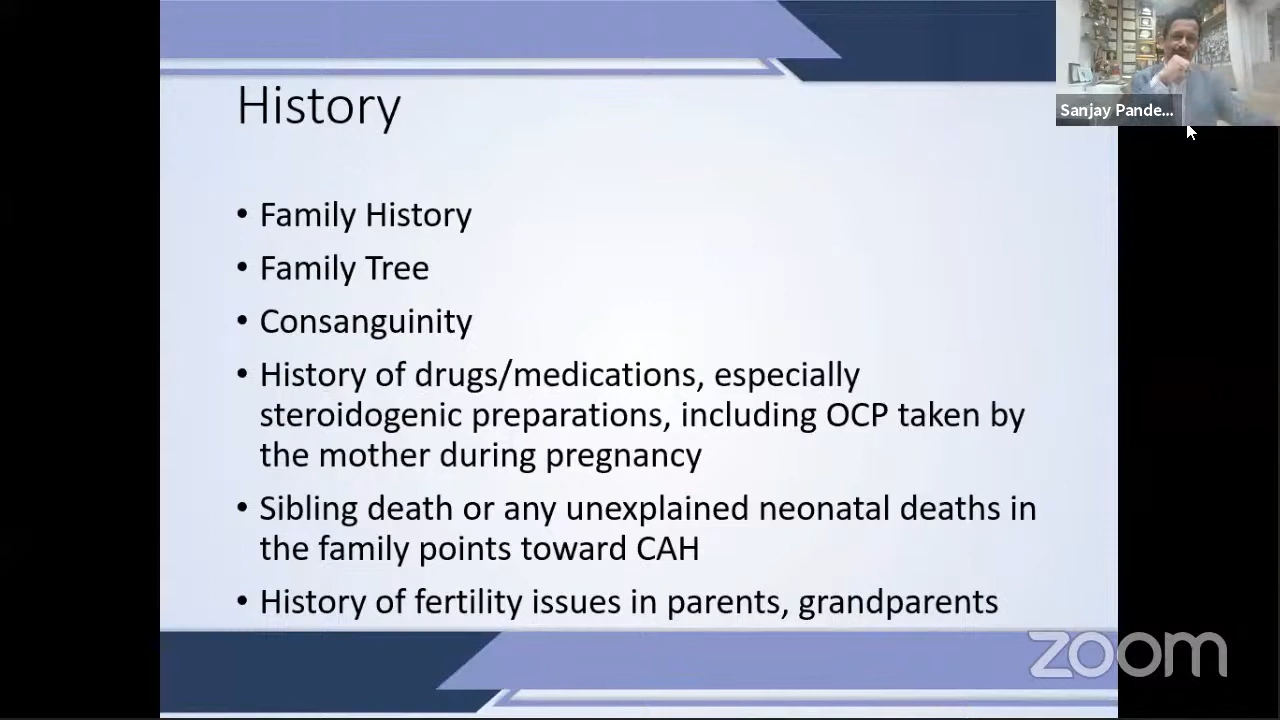 Sanjay Pande...
History
• Family History
• Family Tree
• Consanguinity
• History of drugs/medications, especially
steroidogenic preparations, including OCP taken by
the mother during pregnancy
• Sibling death or any unexplained neonatal deaths in
the family points toward CAH
• History of fertility issues in parents, grandparents
zoom